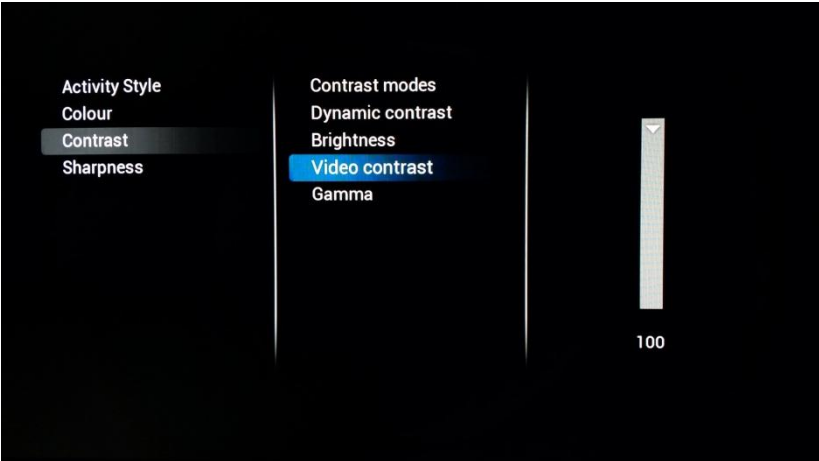 Activity Style
Colour
Contrast
Sharpness
Contrast modes
Dynamic contrast
Brightness
Video contrast
Gamma
100